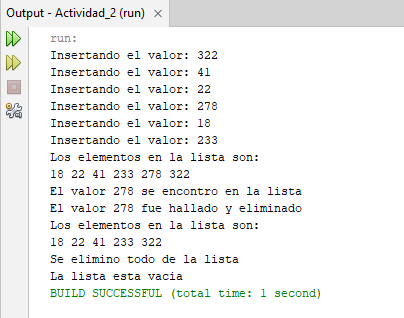 Output - Actividad_2 (run) ×
run:
Insertando el valor: 322
Insertando el valor: 41
Insertando el valor: 22
Insertando el valor: 278
Insertando el valor: 18
Insertando el valor: 233
Los elementos en la lista son:
18 22 41 233 278 322
El valor 278 se encontro en la lista
El valor 278 fue hallado y eliminado
Los elementos en la lista son:
18 22 41 233 322
Se elimino todo de la lista
La lista esta vacia
BUILD SUCCESSFUL (total time: 1 second)